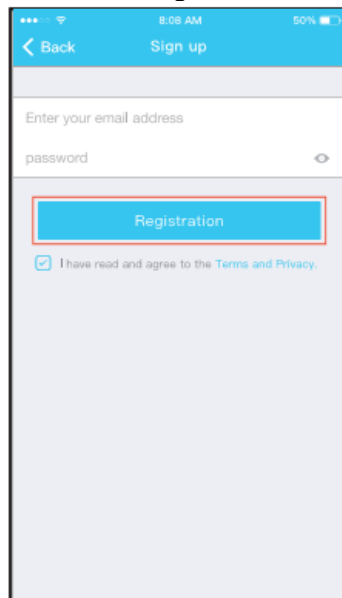 8:08 AM 50%
Back Sign up
Enter your email address
password
Registration
I have read and agree to the Terms and Privacy.